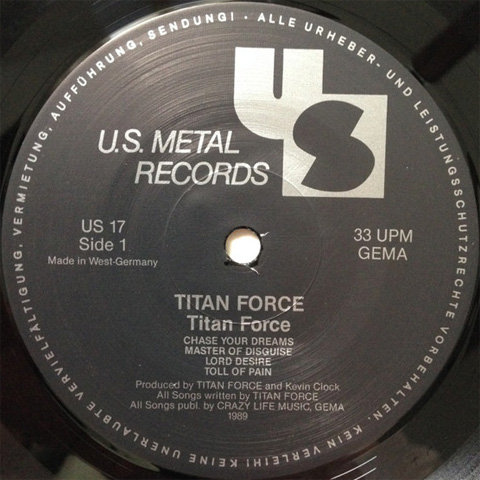 ALLE URHEBER- UND LEISTUNGSSCHUTZRECHTE VORBEHALTEN. KEIN VERLEIH! KEINE UNERLAUBTE VERVIELFÄLTIGUNG, VERMIETUNG, AUFFÜHRUNG, SENDUNG! ·
US
U.S. METAL
RECORDS
US 17
Side 1
Made in West-Germany
33 UPM
GEMA
TITAN FORCE
Titan Force
CHASE YOUR DREAMS
MASTER OF DISGUISE
LORD DESIRE
TOLL OF PAIN
Produced by TITAN FORCE and Kevin Clock
All Songs written by TITAN FORCE
All Songs publ. by CRAZY LIFE MUSIC, GEMA
1989